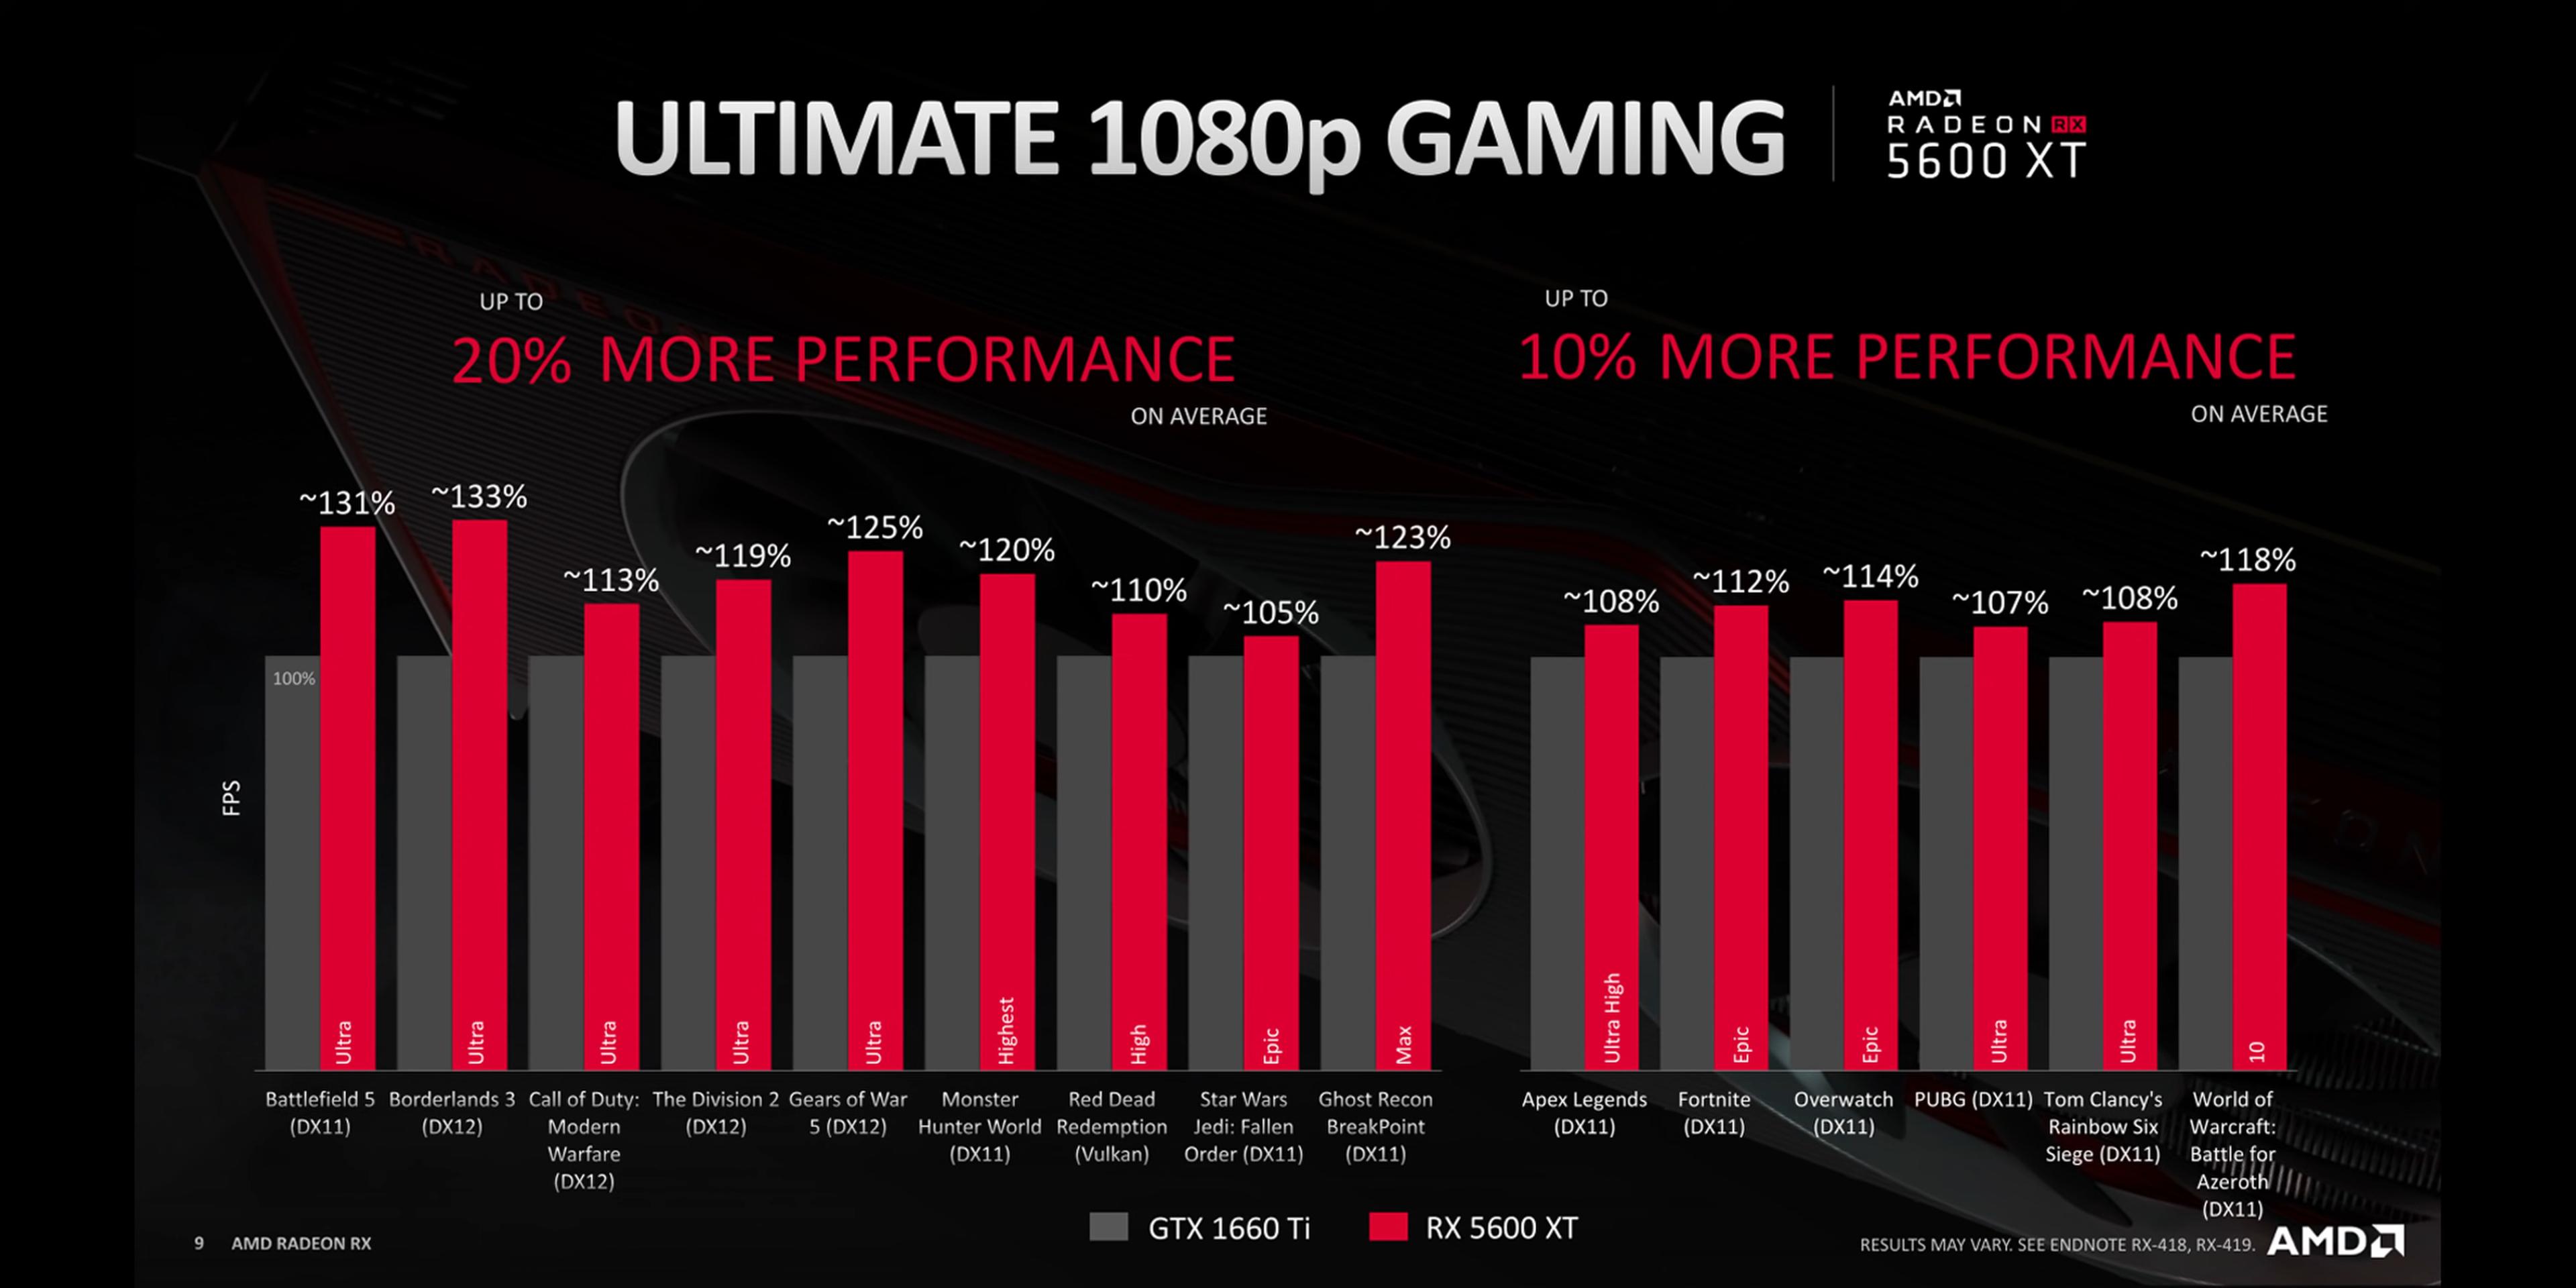 ULTIMATE 1080p GAMING
AMD
RADEON RX
5600 XT
UP TO
20% MORE PERFORMANCE
ON AVERAGE
UP TO
10% MORE PERFORMANCE
ON AVERAGE
~131%
~133%
~113%
~119%
~125%
~120%
~110%
~105%
~123%
~108%
~112%
~114%
~107%
~108%
~118%
100%
FPS
Ultra
Ultra
Ultra
Ultra
Ultra
Highest
High
Epic
Max
Ultra High
Epic
Epic
Ultra
Ultra
10
Battlefield 5
(DX11)
Borderlands 3
(DX12)
Call of Duty:
Modern
Warfare
(DX12)
The Division 2
(DX12)
Gears of War
5 (DX12)
Monster
Hunter World
(DX11)
Red Dead
Redemption
(Vulkan)
Star Wars
Jedi: Fallen
Order (DX11)
Ghost Recon
BreakPoint
(DX11)
Apex Legends
(DX11)
Fortnite
(DX11)
Overwatch
(DX11)
PUBG (DX11)
Tom Clancy's
Rainbow Six
Siege (DX11)
World of
Warcraft:
Battle for
Azeroth
(DX11)
GTX 1660 Ti
RX 5600 XT
9 AMD RADEON RX
RESULTS MAY VARY. SEE ENDNOTE RX-418, RX-419.
AMD
RADEON